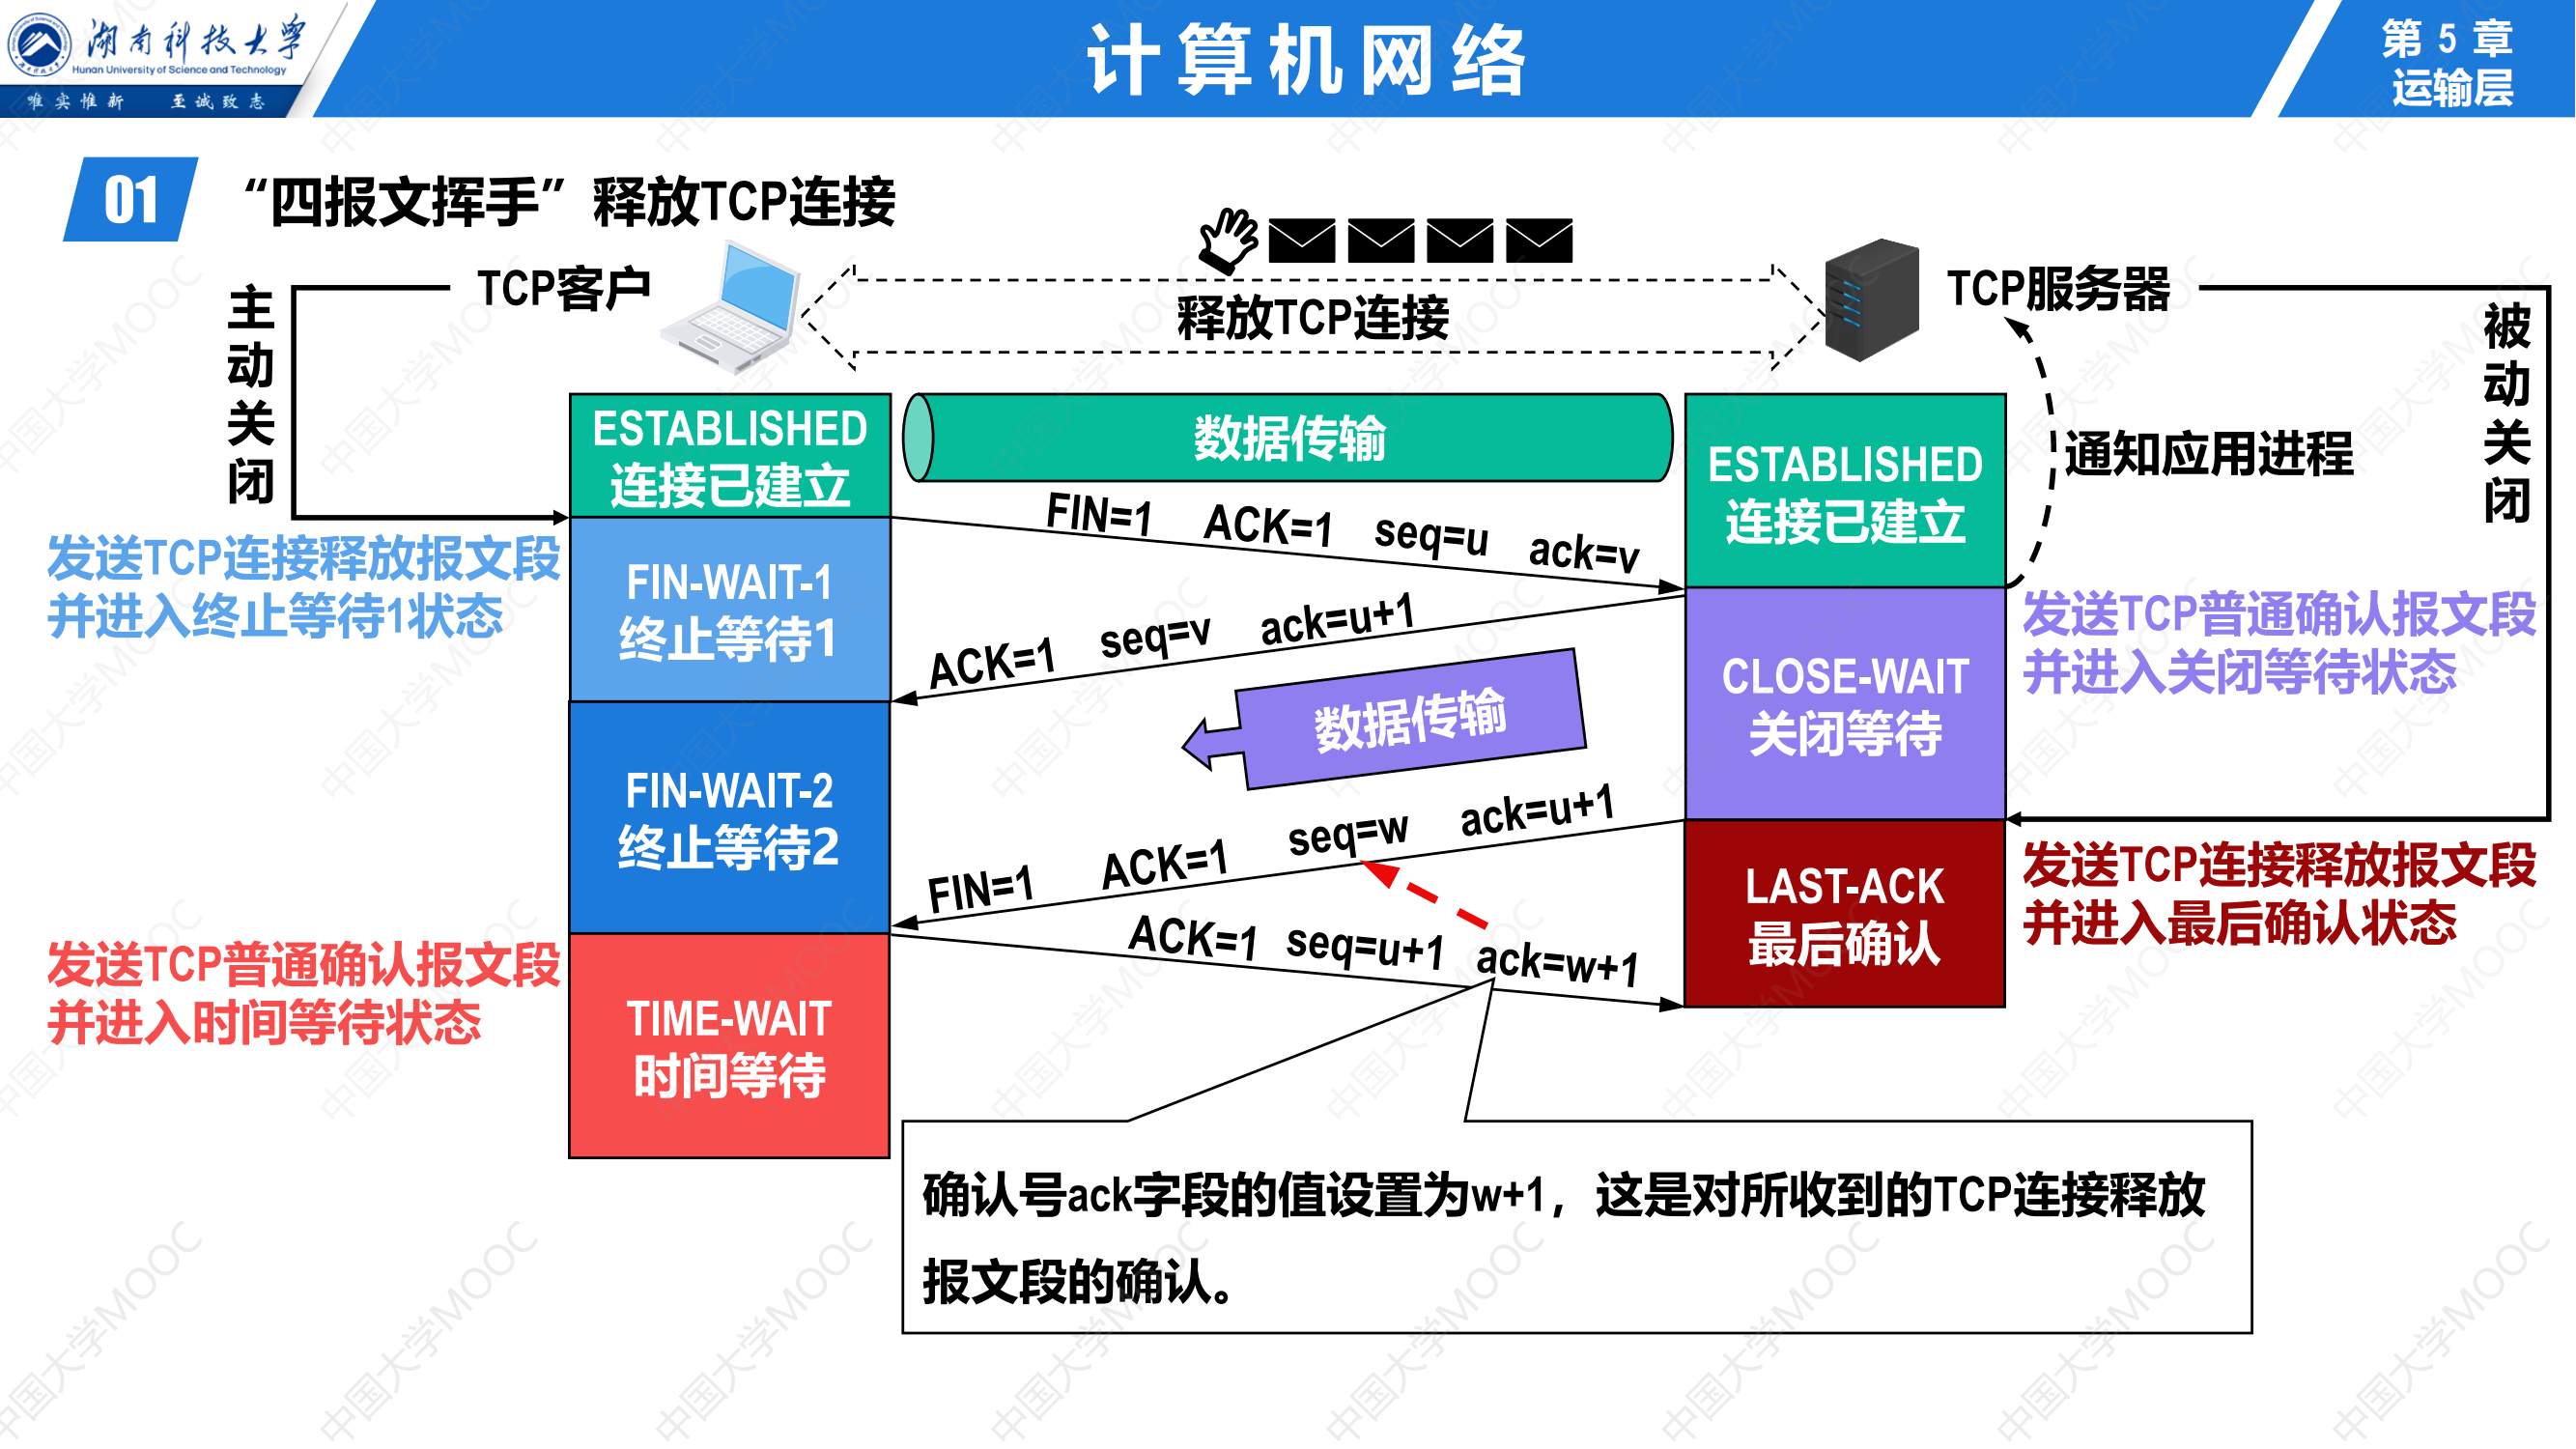 湖南科技大学
Hunan University of Science and Technology
唯实惟新 至诚致志
计算机网络
第 5 章
运输层
01
“四报文挥手”释放TCP连接
TCP客户
释放TCP连接
TCP服务器
主动关闭
被动关闭
ESTABLISHED
连接已建立
数据传输
ESTABLISHED
连接已建立
通知应用进程
FIN=1 ACK=1 seq=u ack=v
发送TCP连接释放报文段
并进入终止等待1状态
FIN-WAIT-1
终止等待1
ACK=1 seq=v ack=u+1
发送TCP普通确认报文段
并进入关闭等待状态
CLOSE-WAIT
关闭等待
数据传输
FIN-WAIT-2
终止等待2
FIN=1 ACK=1 seq=w ack=u+1
发送TCP连接释放报文段
并进入最后确认状态
LAST-ACK
最后确认
ACK=1 seq=u+1 ack=w+1
发送TCP普通确认报文段
并进入时间等待状态
TIME-WAIT
时间等待
确认号ack字段的值设置为w+1，这是对所收到的TCP连接释放
报文段的确认。
中国大学MOOC